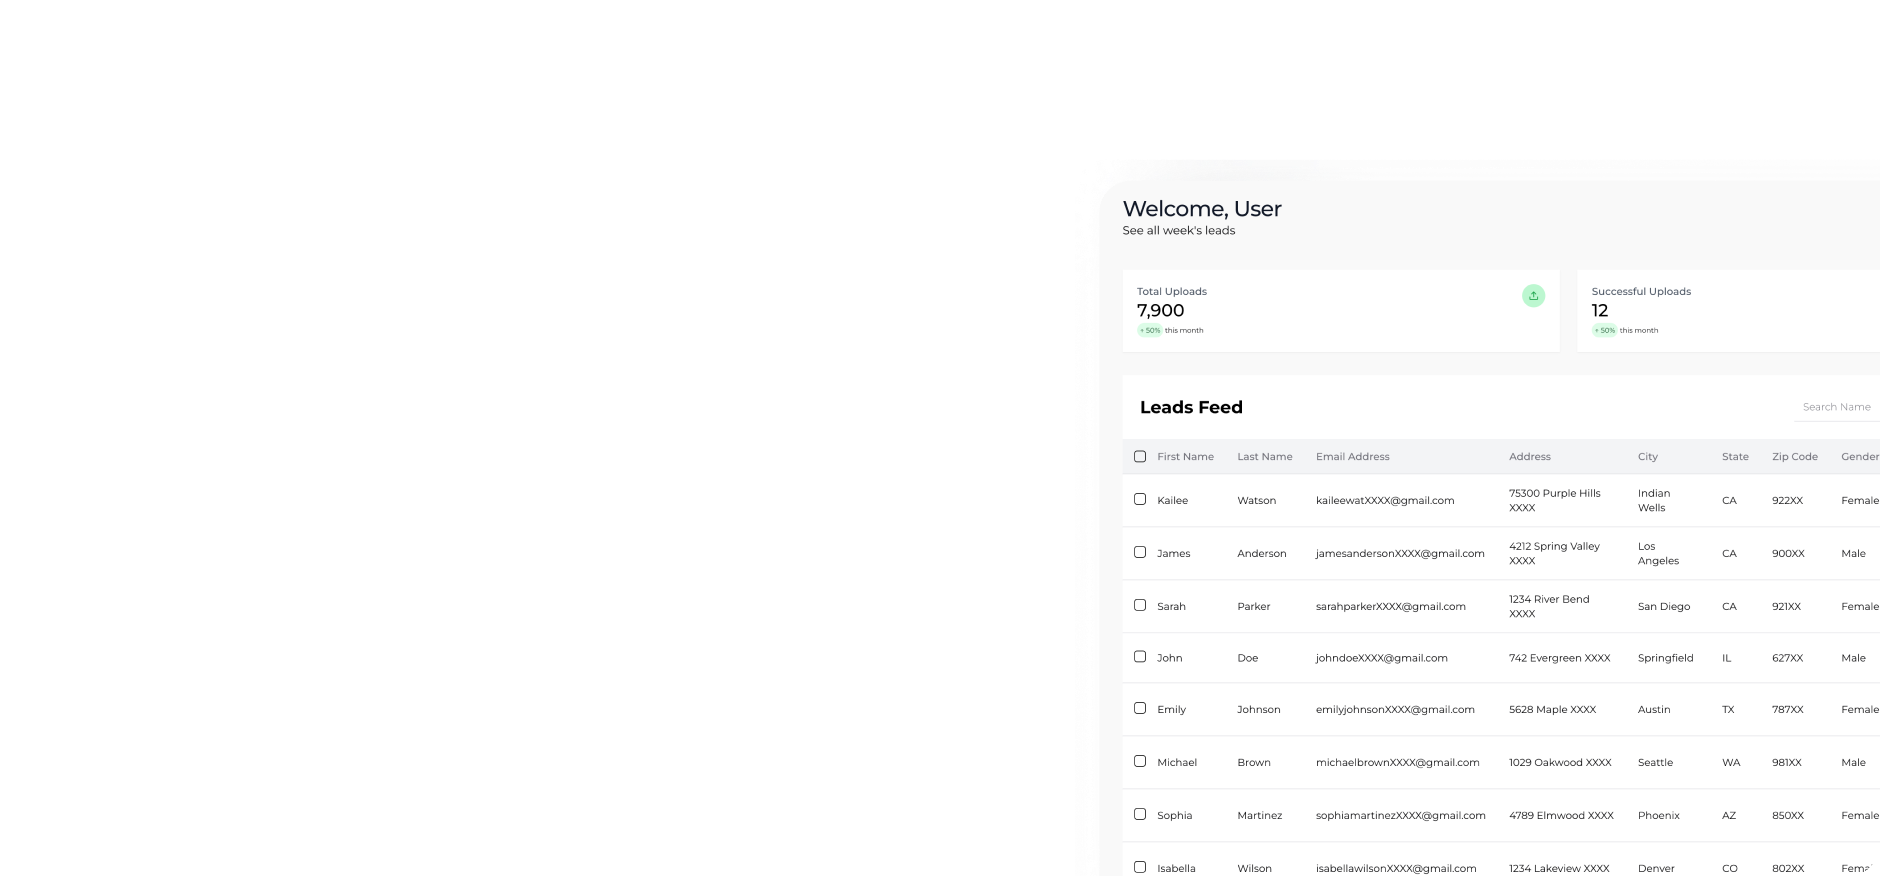 Welcome, User
See all week's leads
Total Uploads
7,900
+ 50% this month
Successful Uploads
12
+ 50% this month
Leads Feed
Search Name
First Name Last Name Email Address Address City State Zip Code Gender
Kailee Watson kaileewatXXXX@gmail.com 75300 Purple Hills XXXX Indian Wells CA 922XX Female
James Anderson jamesandersonXXXX@gmail.com 4212 Spring Valley XXXX Los Angeles CA 900XX Male
Sarah Parker sarahparkerXXXX@gmail.com 1234 River Bend XXXX San Diego CA 921XX Female
John Doe johndoeXXXX@gmail.com 742 Evergreen XXXX Springfield IL 627XX Male
Emily Johnson emilyjohnsonXXXX@gmail.com 5628 Maple XXXX Austin TX 787XX Female
Michael Brown michaelbrownXXXX@gmail.com 1029 Oakwood XXXX Seattle WA 981XX Male
Sophia Martinez sophiamartinezXXXX@gmail.com 4789 Elmwood XXXX Phoenix AZ 850XX Female
Isabella Wilson isabellawilsonXXXX@gmail.com 1234 Lakeview XXXX Denver CO 802XX